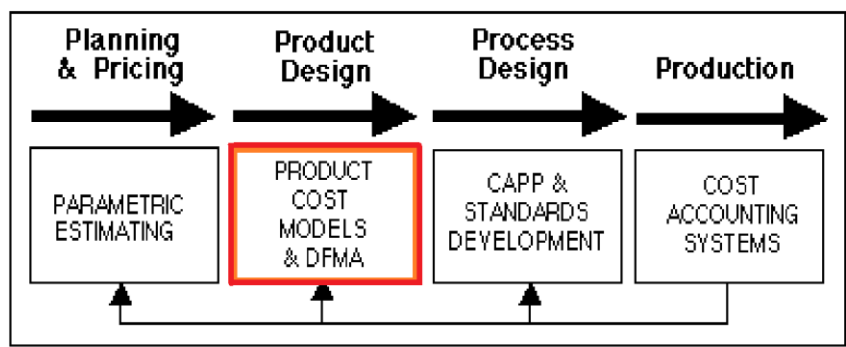 Planning
& Pricing
Product
Design
Process
Design
Production
PARAMETRIC
ESTIMATING
PRODUCT
COST
MODELS
& DFMA
CAPP &
STANDARDS
DEVELOPMENT
COST
ACCOUNTING
SYSTEMS